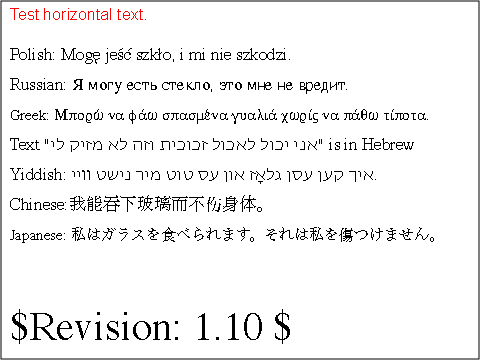 Test horizontal text.
Polish: Mogę jeść szkło, i mi nie szkodzi.
Russian: Я могу есть стекло, это мне не вредит.
Greek: Μπορώ να φάω σπασμένα γυαλιά χωρίς να πάθω τίποτα.
Text "אני יכול לאכול זכוכית וזה לא מזיק לי" is in Hebrew
Yiddish: איך קען עסן גלאָז און עס טוט מיר נישט וויי.
Chinese:我能吞下玻璃而不伤身体。
Japanese: 私はガラスを食べられます。それは私を傷つけません。
$Revision: 1.10 $